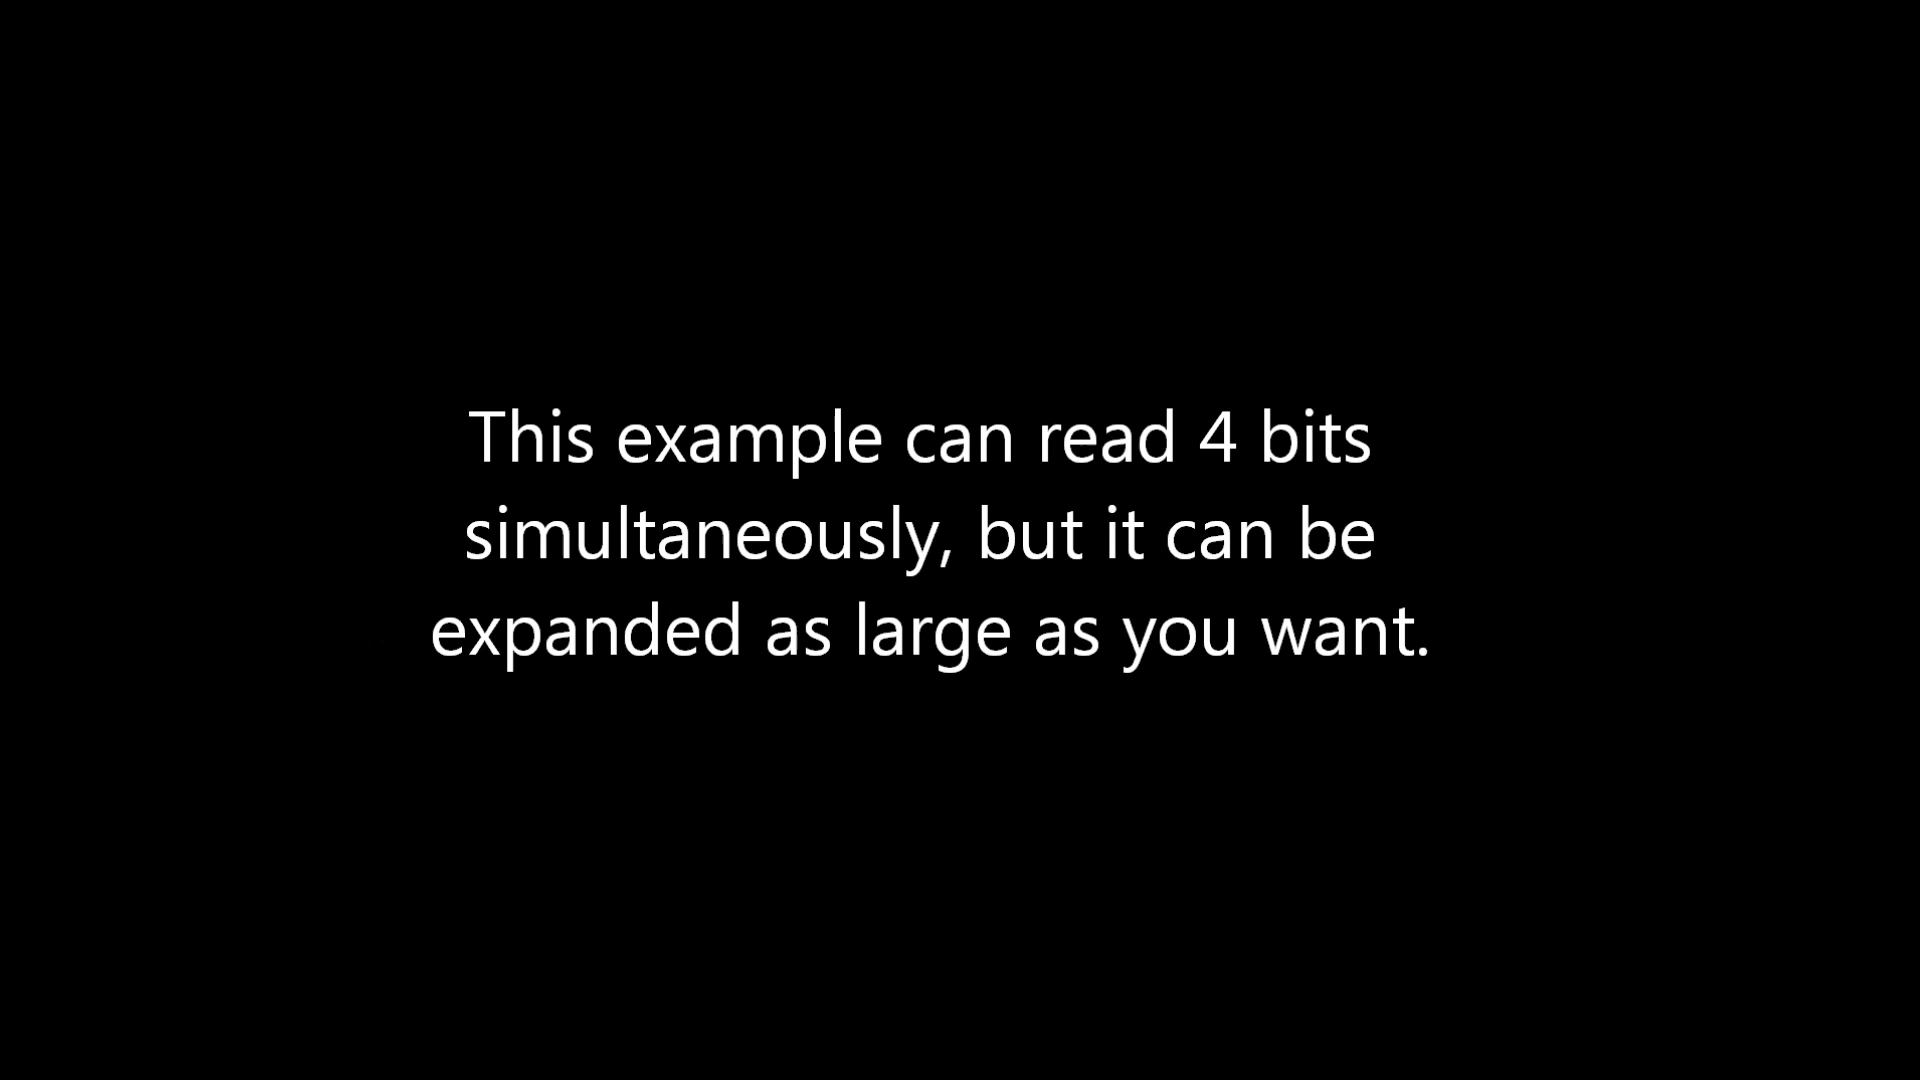 This example can read 4 bits
simultaneously, but it can be
expanded as large as you want.